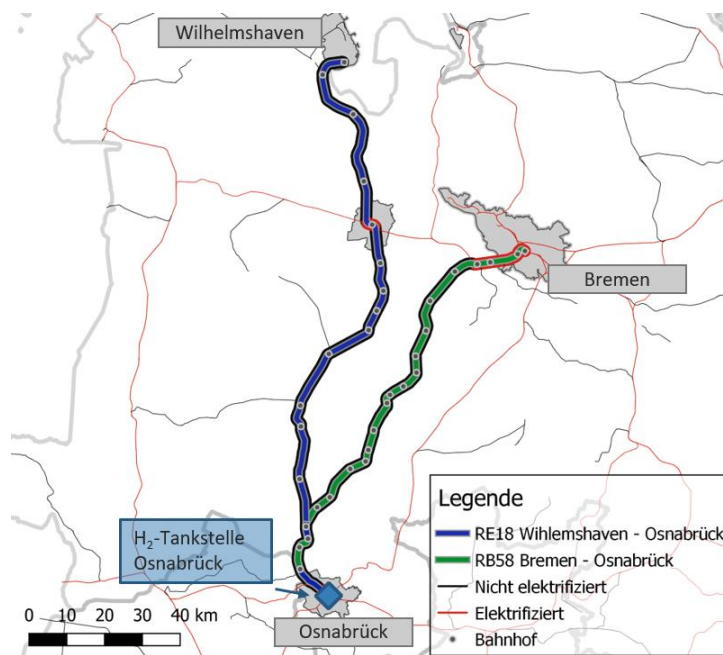 Wilhelmshaven
Bremen
H₂-Tankstelle
Osnabrück
Osnabrück
0 10 20 30 40 km
Legende
RE18 Wihlemshaven - Osnabrück
RB58 Bremen - Osnabrück
Nicht elektrifiziert
Elektrifiziert
Bahnhof